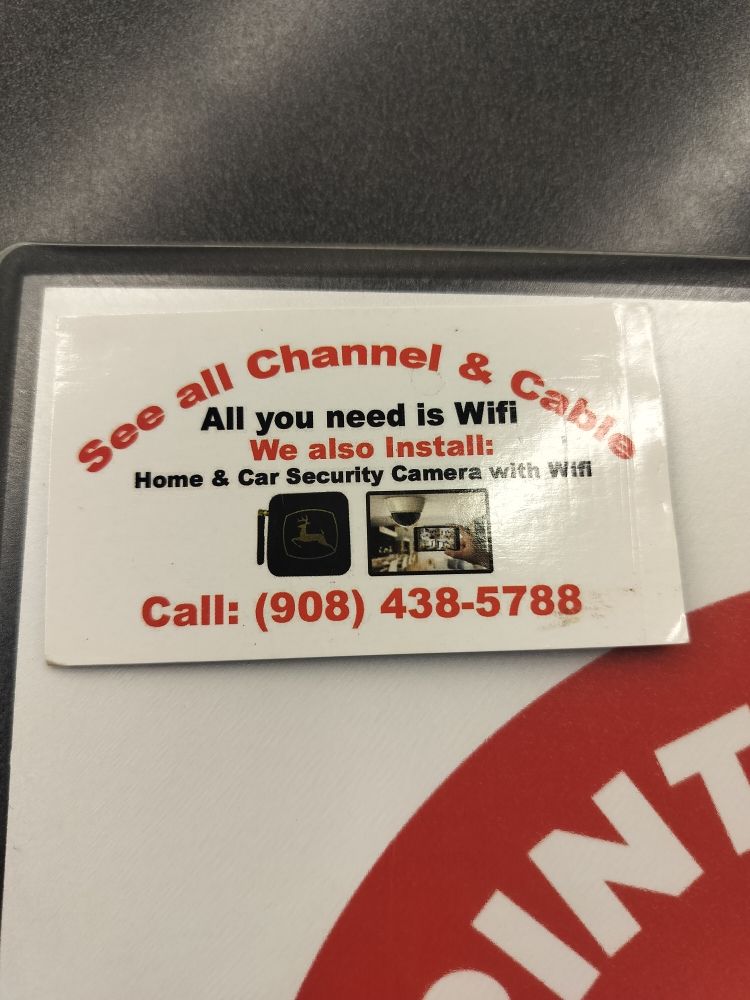 See all Channel & Cable
All you need is Wifi
We also Install:
Home & Car Security Camera with Wifi
Call: (908) 438-5788